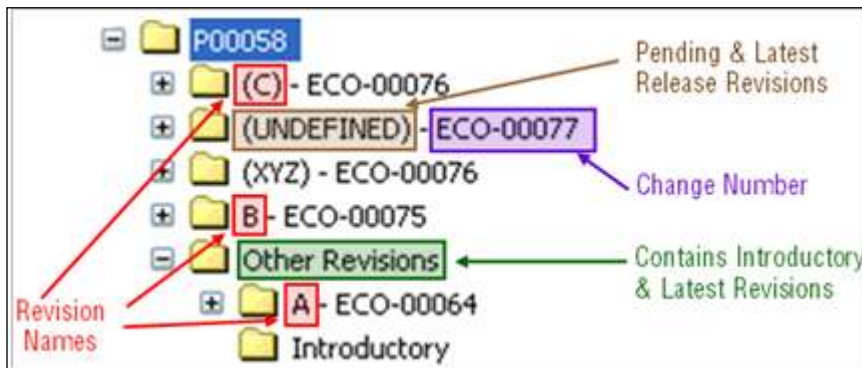 P00058
(C) - ECO-00076
(UNDEFINED) - ECO-00077
(XYZ) - ECO-00076
B - ECO-00075
Other Revisions
A - ECO-00064
Introductory
Pending & Latest
Release Revisions
Change Number
Contains Introductory
& Latest Revisions
Revision
Names